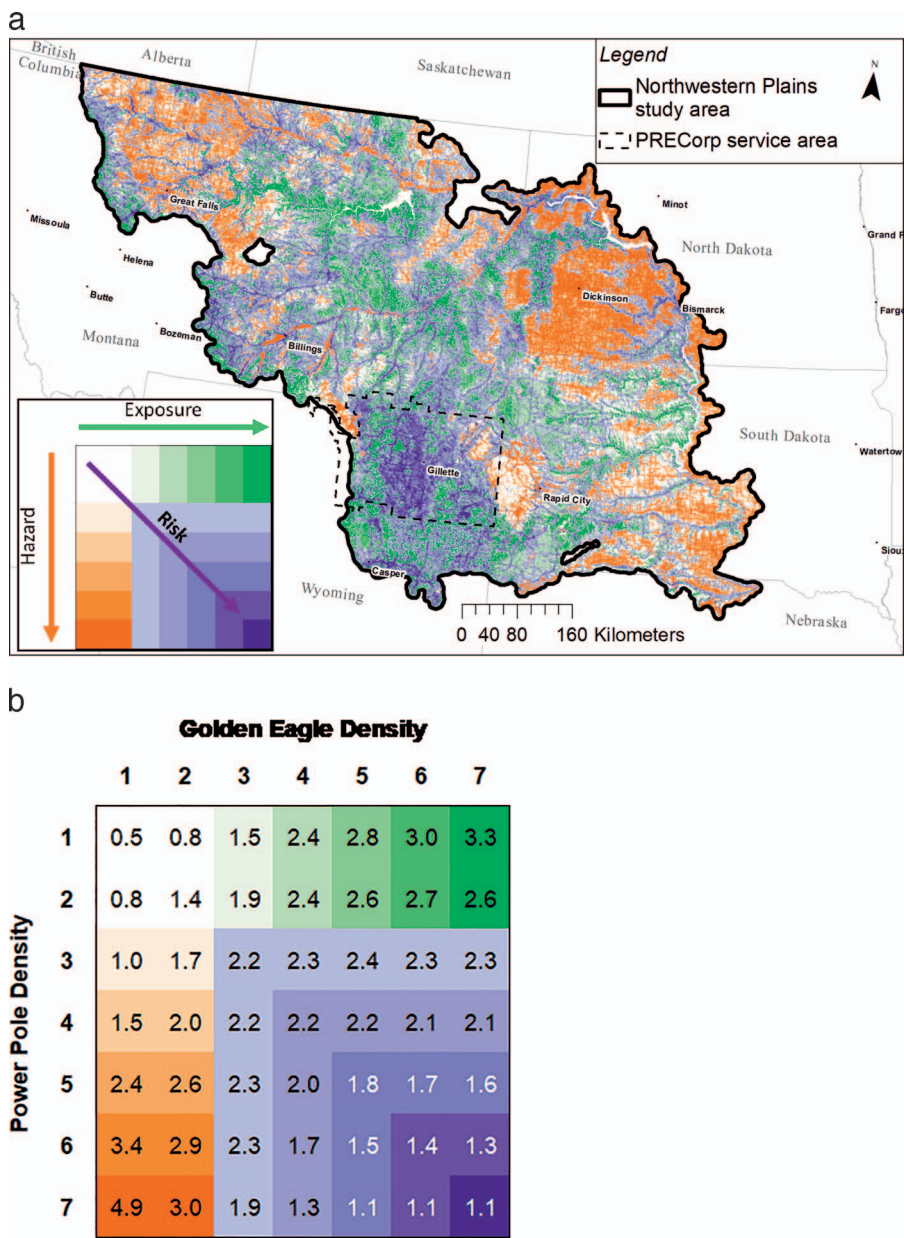 a
British
Columbia
Alberta
Saskatchewan
Legend
Northwestern Plains
study area
PRECorp service area
N
Great Falls
Missoula
Helena
Butte
Bozeman
Montana
Billings
Minot
Grand F
North Dakota
Dickinson
Bismarck
Fargo
South Dakota
Watertow
Gillette
Rapid City
Sioux
Casper
Wyoming
Nebraska
0 40 80 160 Kilometers
Exposure
Hazard
Risk
b
Golden Eagle Density
1 2 3 4 5 6 7
Power Pole Density
1 0.5 0.8 1.5 2.4 2.8 3.0 3.3
2 0.8 1.4 1.9 2.4 2.6 2.7 2.6
3 1.0 1.7 2.2 2.3 2.4 2.3 2.3
4 1.5 2.0 2.2 2.2 2.2 2.1 2.1
5 2.4 2.6 2.3 2.0 1.8 1.7 1.6
6 3.4 2.9 2.3 1.7 1.5 1.4 1.3
7 4.9 3.0 1.9 1.3 1.1 1.1 1.1